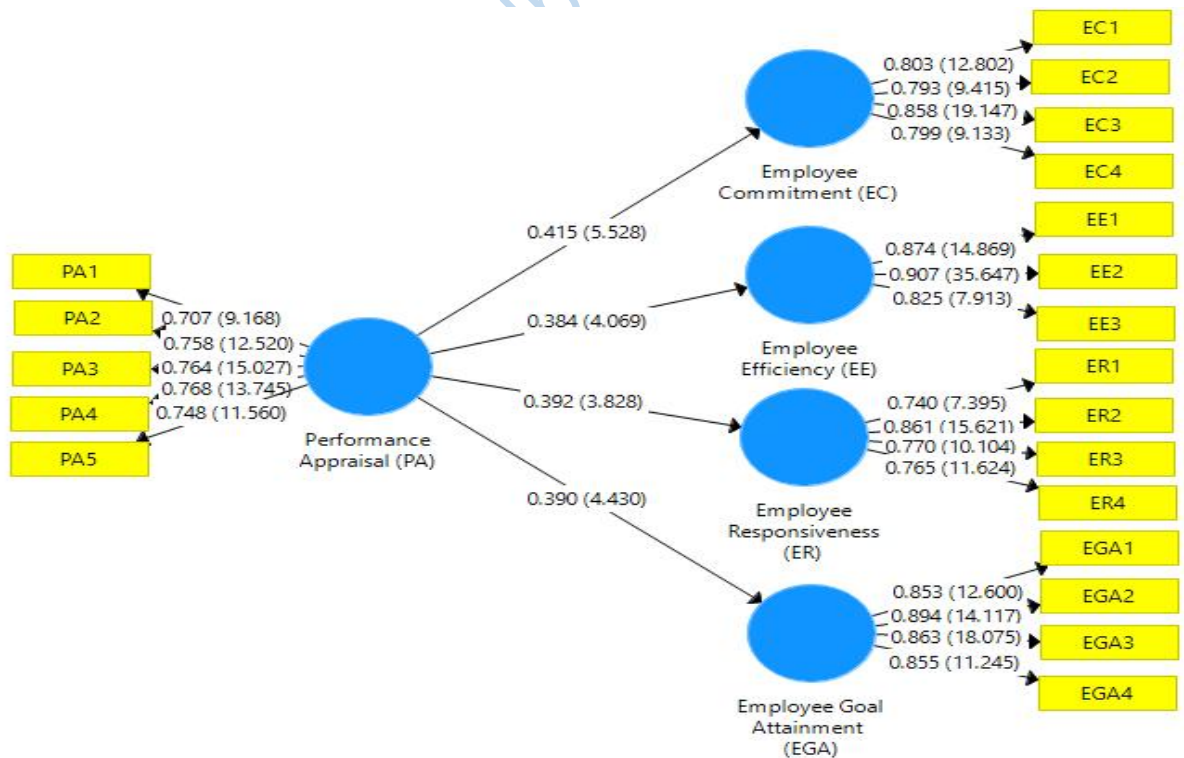 PA1
PA2
PA3
PA4
PA5
0.707 (9.168)
0.758 (12.520)
0.764 (15.027)
0.768 (13.745)
0.748 (11.560)
Performance
Appraisal (PA)
0.415 (5.528)
0.384 (4.069)
0.392 (3.828)
0.390 (4.430)
Employee
Commitment (EC)
0.803 (12.802)
0.793 (9.415)
0.858 (19.147)
0.799 (9.133)
EC1
EC2
EC3
EC4
Employee
Efficiency (EE)
0.874 (14.869)
0.907 (35.647)
0.825 (7.913)
EE1
EE2
EE3
Employee
Responsiveness
(ER)
0.740 (7.395)
0.861 (15.621)
0.770 (10.104)
0.765 (11.624)
ER1
ER2
ER3
ER4
Employee Goal
Attainment
(EGA)
0.853 (12.600)
0.894 (14.117)
0.863 (18.075)
0.855 (11.245)
EGA1
EGA2
EGA3
EGA4